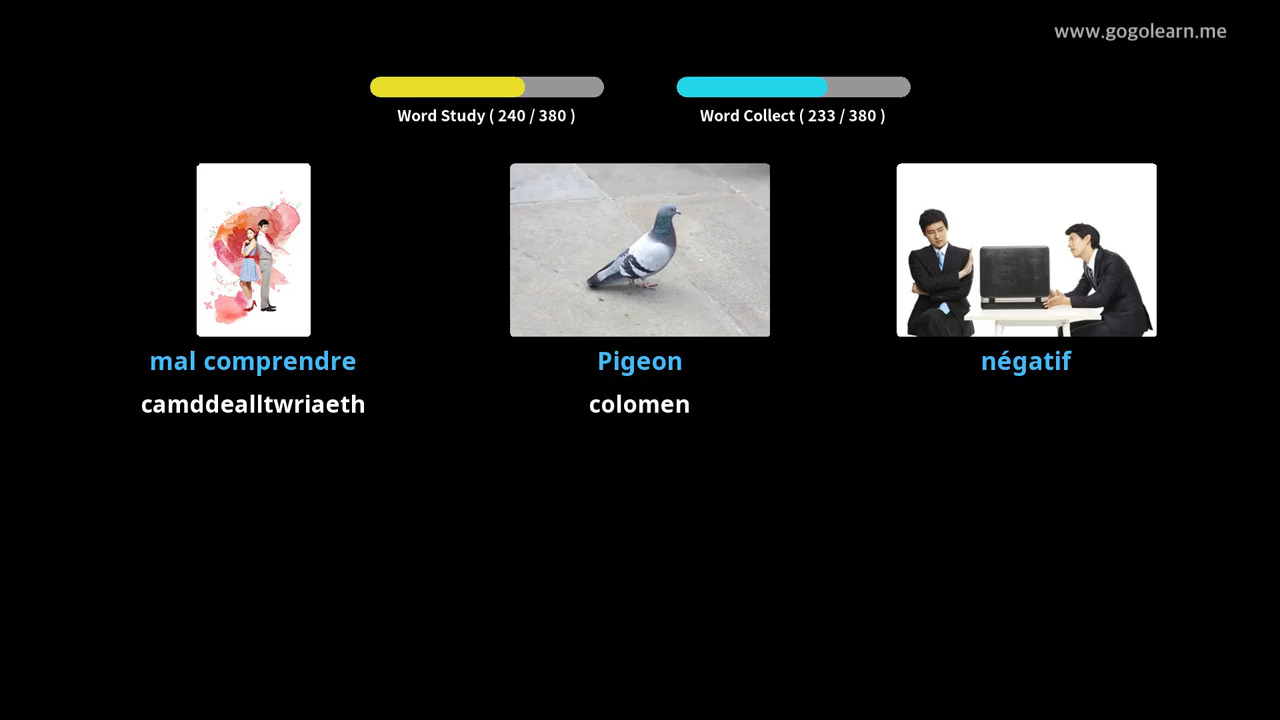 www.gogolearn.me
Word Study ( 240 / 380 )
Word Collect ( 233 / 380 )
mal comprendre
camddealltwriaeth
Pigeon
colomen
négatif